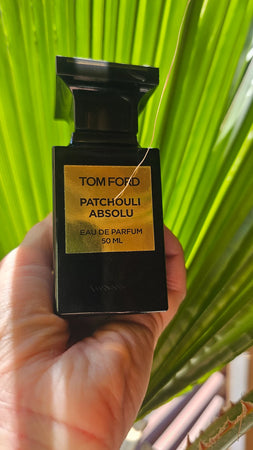 TOM FORD
PATCHOULI
ABSOLU
EAU DE PARFUM
50 ML